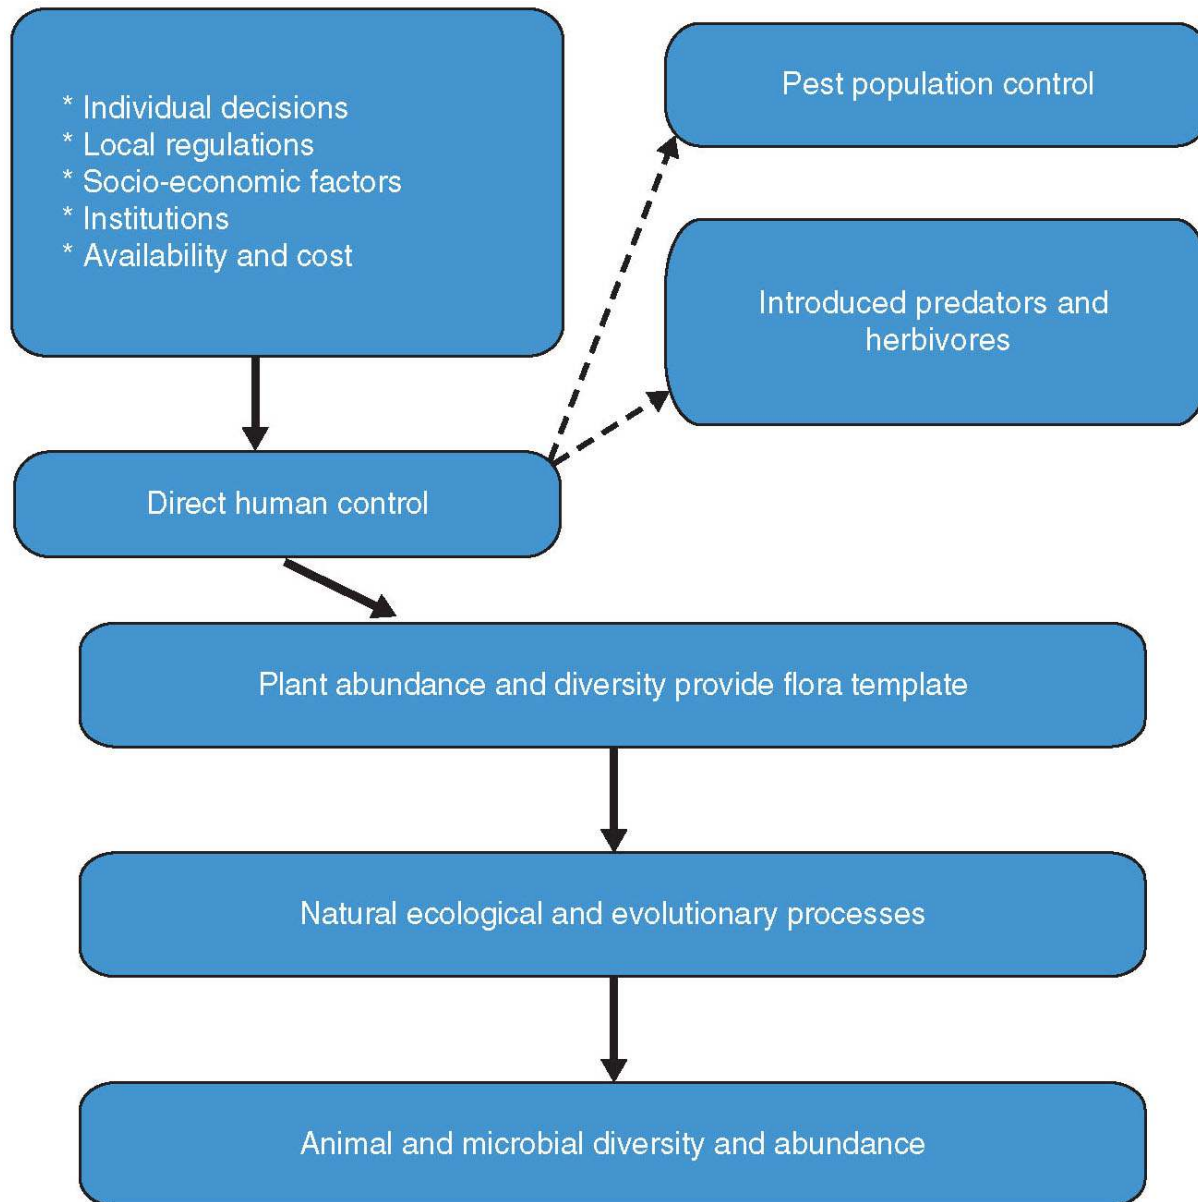 * Individual decisions
* Local regulations
* Socio-economic factors
* Institutions
* Availability and cost
Pest population control
Introduced predators and
herbivores
Direct human control
Plant abundance and diversity provide flora template
Natural ecological and evolutionary processes
Animal and microbial diversity and abundance